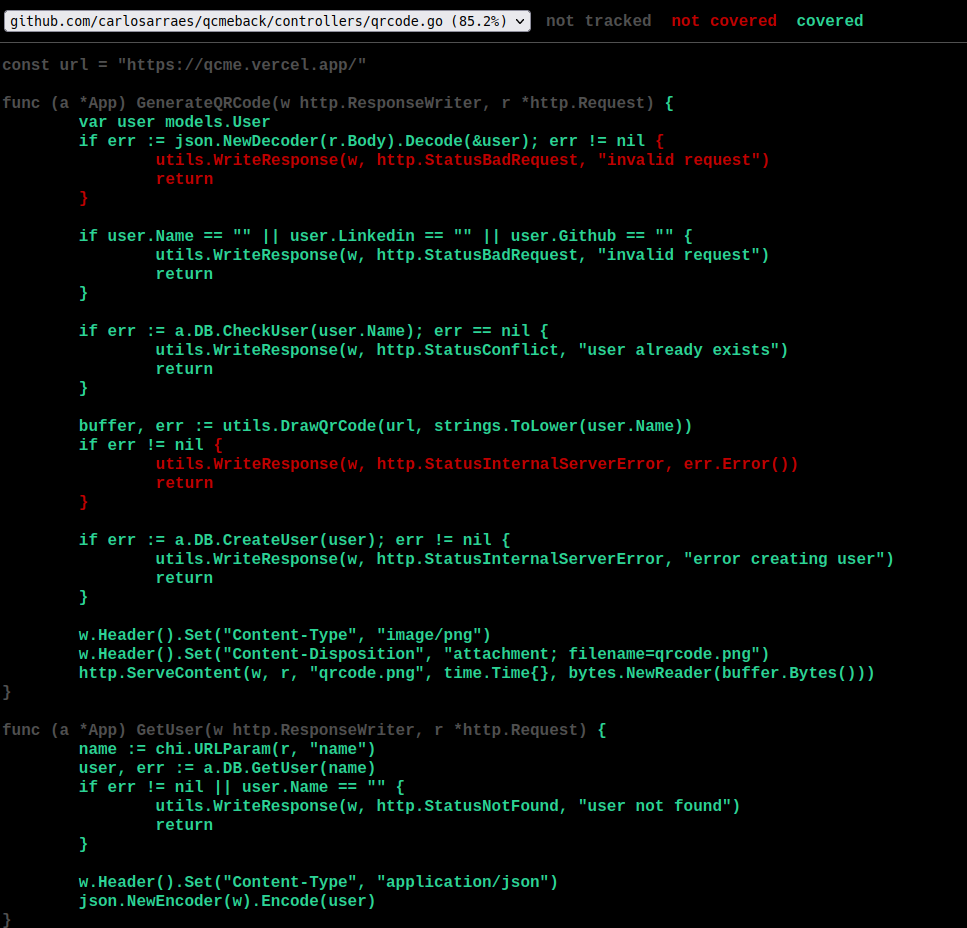 github.com/carlosarraes/qcmeback/controllers/qrcode.go (85.2%) not tracked not covered covered
const url = "https://qcme.vercel.app/"
func (a *App) GenerateQRCode(w http.ResponseWriter, r *http.Request) {
var user models.User
if err := json.NewDecoder(r.Body).Decode(&user); err != nil {
utils.WriteResponse(w, http.StatusBadRequest, "invalid request")
return
}
if user.Name == "" || user.Linkedin == "" || user.Github == "" {
utils.WriteResponse(w, http.StatusBadRequest, "invalid request")
return
}
if err := a.DB.CheckUser(user.Name); err == nil {
utils.WriteResponse(w, http.StatusConflict, "user already exists")
return
}
buffer, err := utils.DrawQrCode(url, strings.ToLower(user.Name))
if err != nil {
utils.WriteResponse(w, http.StatusInternalServerError, err.Error())
return
}
if err := a.DB.CreateUser(user); err != nil {
utils.WriteResponse(w, http.StatusInternalServerError, "error creating user")
return
}
w.Header().Set("Content-Type", "image/png")
w.Header().Set("Content-Disposition", "attachment; filename=qrcode.png")
http.ServeContent(w, r, "qrcode.png", time.Time{}, bytes.NewReader(buffer.Bytes()))
}
func (a *App) GetUser(w http.ResponseWriter, r *http.Request) {
name := chi.URLParam(r, "name")
user, err := a.DB.GetUser(name)
if err != nil || user.Name == "" {
utils.WriteResponse(w, http.StatusNotFound, "user not found")
return
}
w.Header().Set("Content-Type", "application/json")
json.NewEncoder(w).Encode(user)
}